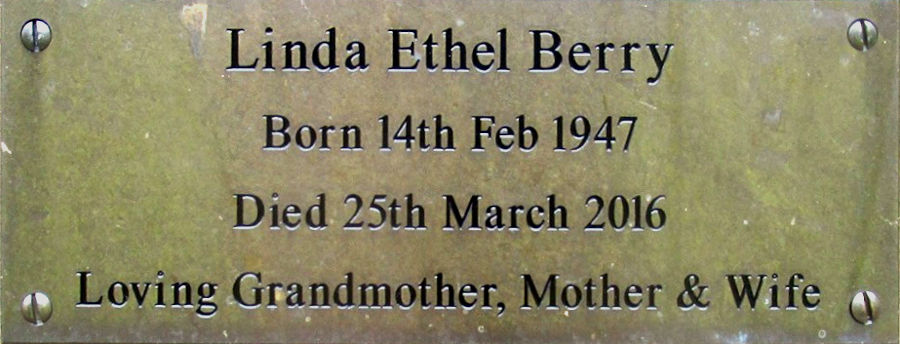 Linda Ethel Berry
Born 14th Feb 1947
Died 25th March 2016
Loving Grandmother, Mother & Wife